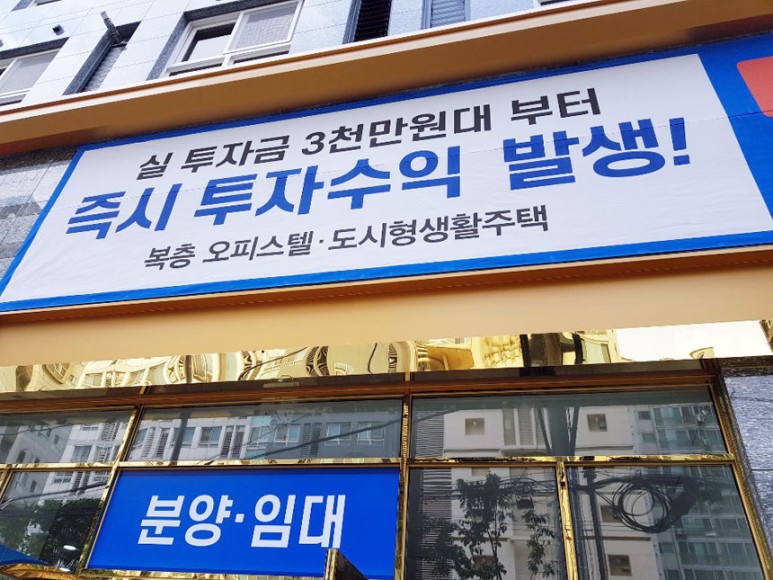 실 투자금 3천만원대 부터
즉시 투자수익 발생!
복층 오피스텔·도시형생활주택
분양·임대